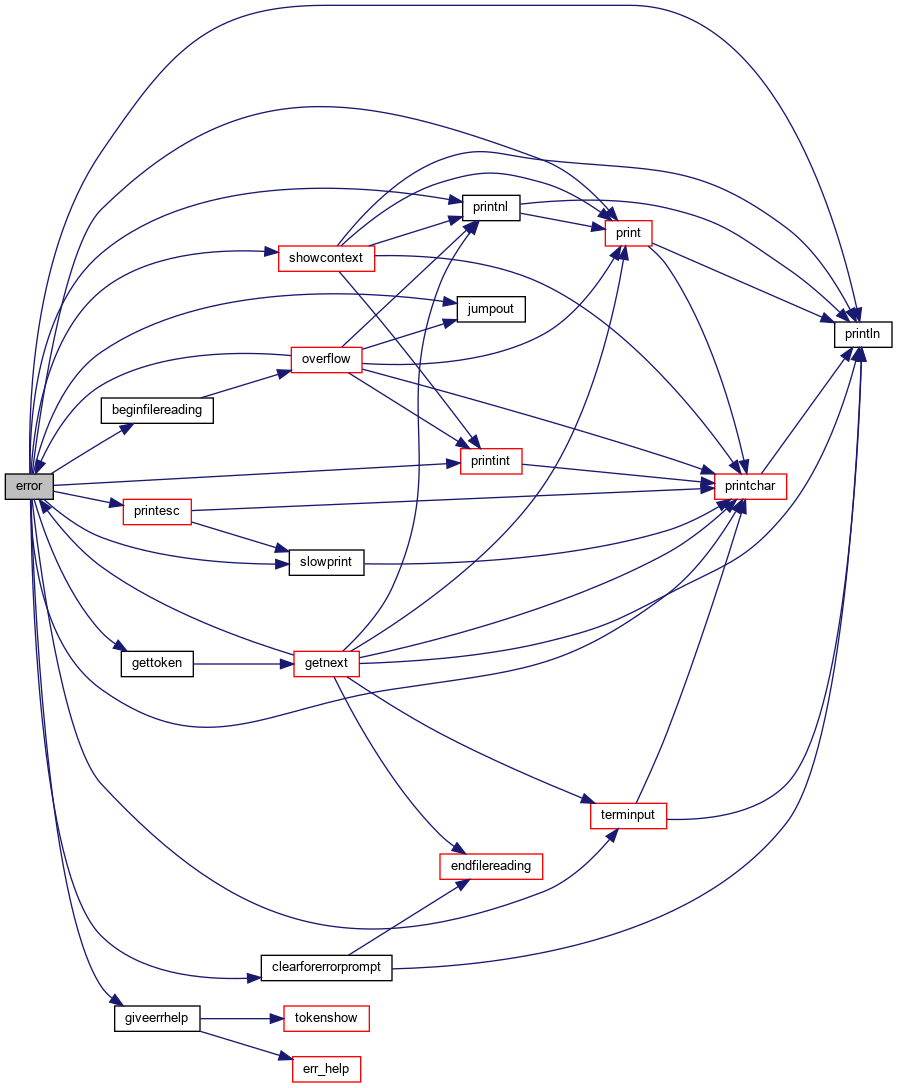 printnl
print
showcontext
jumpout
println
overflow
beginfilereading
printint
error
printesc
printchar
slowprint
gettoken
getnext
terminput
endfilereading
clearforerrorprompt
giveerrhelp
tokenshow
err_help